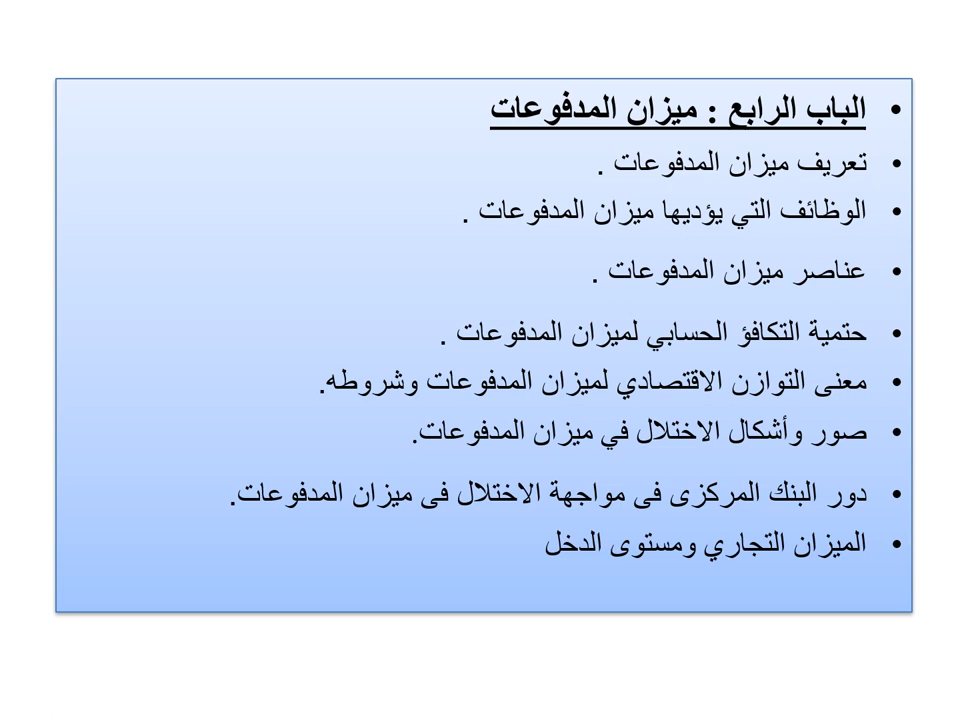 • الباب الرابع : ميزان المدفوعات
• تعريف ميزان المدفوعات .
• الوظائف التي يؤديها ميزان المدفوعات .
• عناصر ميزان المدفوعات .
• حتمية التكافؤ الحسابي لميزان المدفوعات .
• معنى التوازن الاقتصادي لميزان المدفوعات وشروطه.
• صور وأشكال الاختلال في ميزان المدفوعات.
• دور البنك المركزى فى مواجهة الاختلال فى ميزان المدفوعات.
• الميزان التجاري ومستوى الدخل